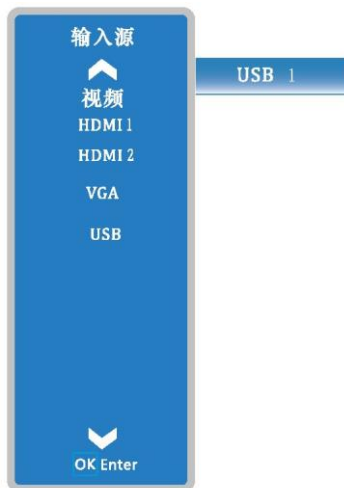 输入源
视频
HDMI 1
HDMI 2
VGA
USB
OK Enter
USB 1